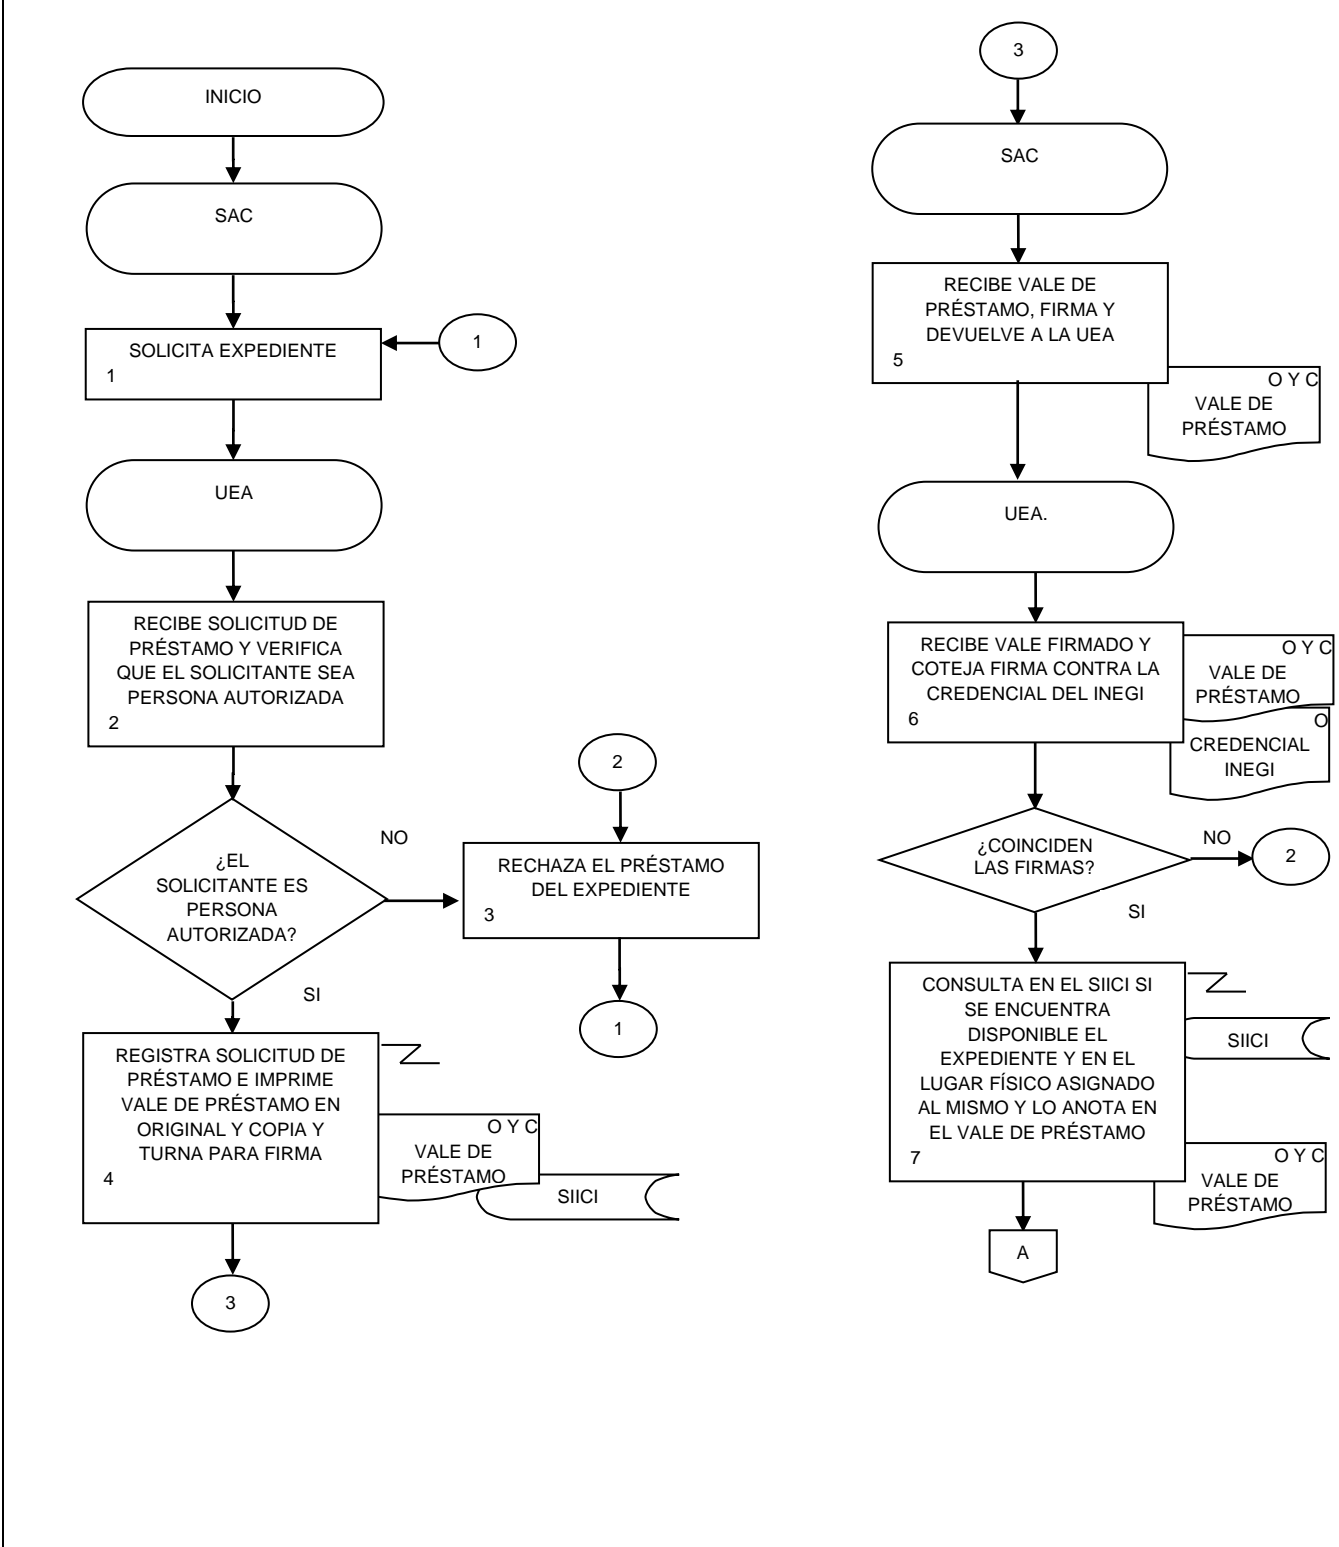 INICIO
SAC
SOLICITA EXPEDIENTE
1
1
UEA
RECIBE SOLICITUD DE
PRÉSTAMO Y VERIFICA
QUE EL SOLICITANTE SEA
PERSONA AUTORIZADA
2
¿EL
SOLICITANTE ES
PERSONA
AUTORIZADA?
NO
SI
2
RECHAZA EL PRÉSTAMO
DEL EXPEDIENTE
3
1
REGISTRA SOLICITUD DE
PRÉSTAMO E IMPRIME
VALE DE PRÉSTAMO EN
ORIGINAL Y COPIA Y
TURNA PARA FIRMA
4
O Y C
VALE DE
PRÉSTAMO
SIICI
3
3
SAC
RECIBE VALE DE
PRÉSTAMO, FIRMA Y
DEVUELVE A LA UEA
5
O Y C
VALE DE
PRÉSTAMO
UEA.
RECIBE VALE FIRMADO Y
COTEJA FIRMA CONTRA LA
CREDENCIAL DEL INEGI
6
O Y C
VALE DE
PRÉSTAMO
O
CREDENCIAL
INEGI
¿COINCIDEN
LAS FIRMAS?
NO
2
SI
CONSULTA EN EL SIICI SI
SE ENCUENTRA
DISPONIBLE EL
EXPEDIENTE Y EN EL
LUGAR FÍSICO ASIGNADO
AL MISMO Y LO ANOTA EN
EL VALE DE PRÉSTAMO
7
SIICI
O Y C
VALE DE
PRÉSTAMO
A